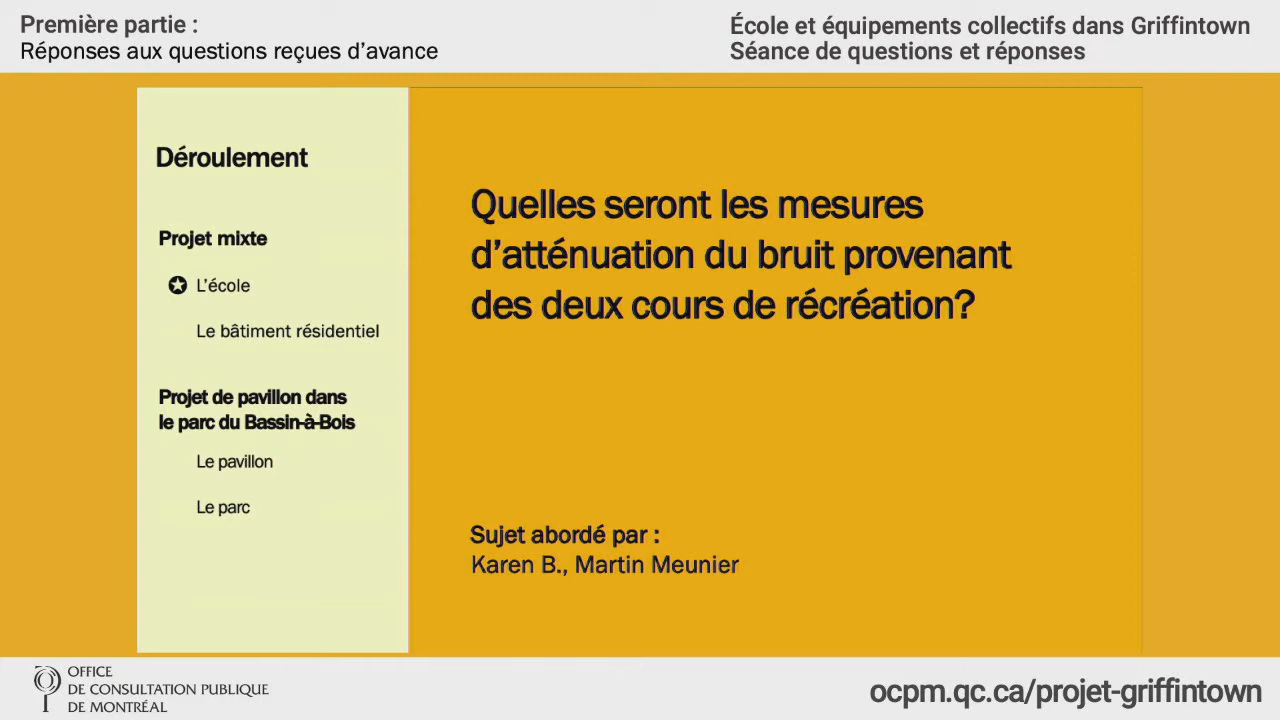 Première partie :
Réponses aux questions reçues d’avance
École et équipements collectifs dans Griffintown
Séance de questions et réponses
Déroulement
Projet mixte
L’école
Le bâtiment résidentiel
Projet de pavillon dans
le parc du Bassin-à-Bois
Le pavillon
Le parc
Quelles seront les mesures
d’atténuation du bruit provenant
des deux cours de récréation?
Sujet abordé par :
Karen B., Martin Meunier
OFFICE
DE CONSULTATION PUBLIQUE
DE MONTRÉAL
ocpm.qc.ca/projet-griffintown